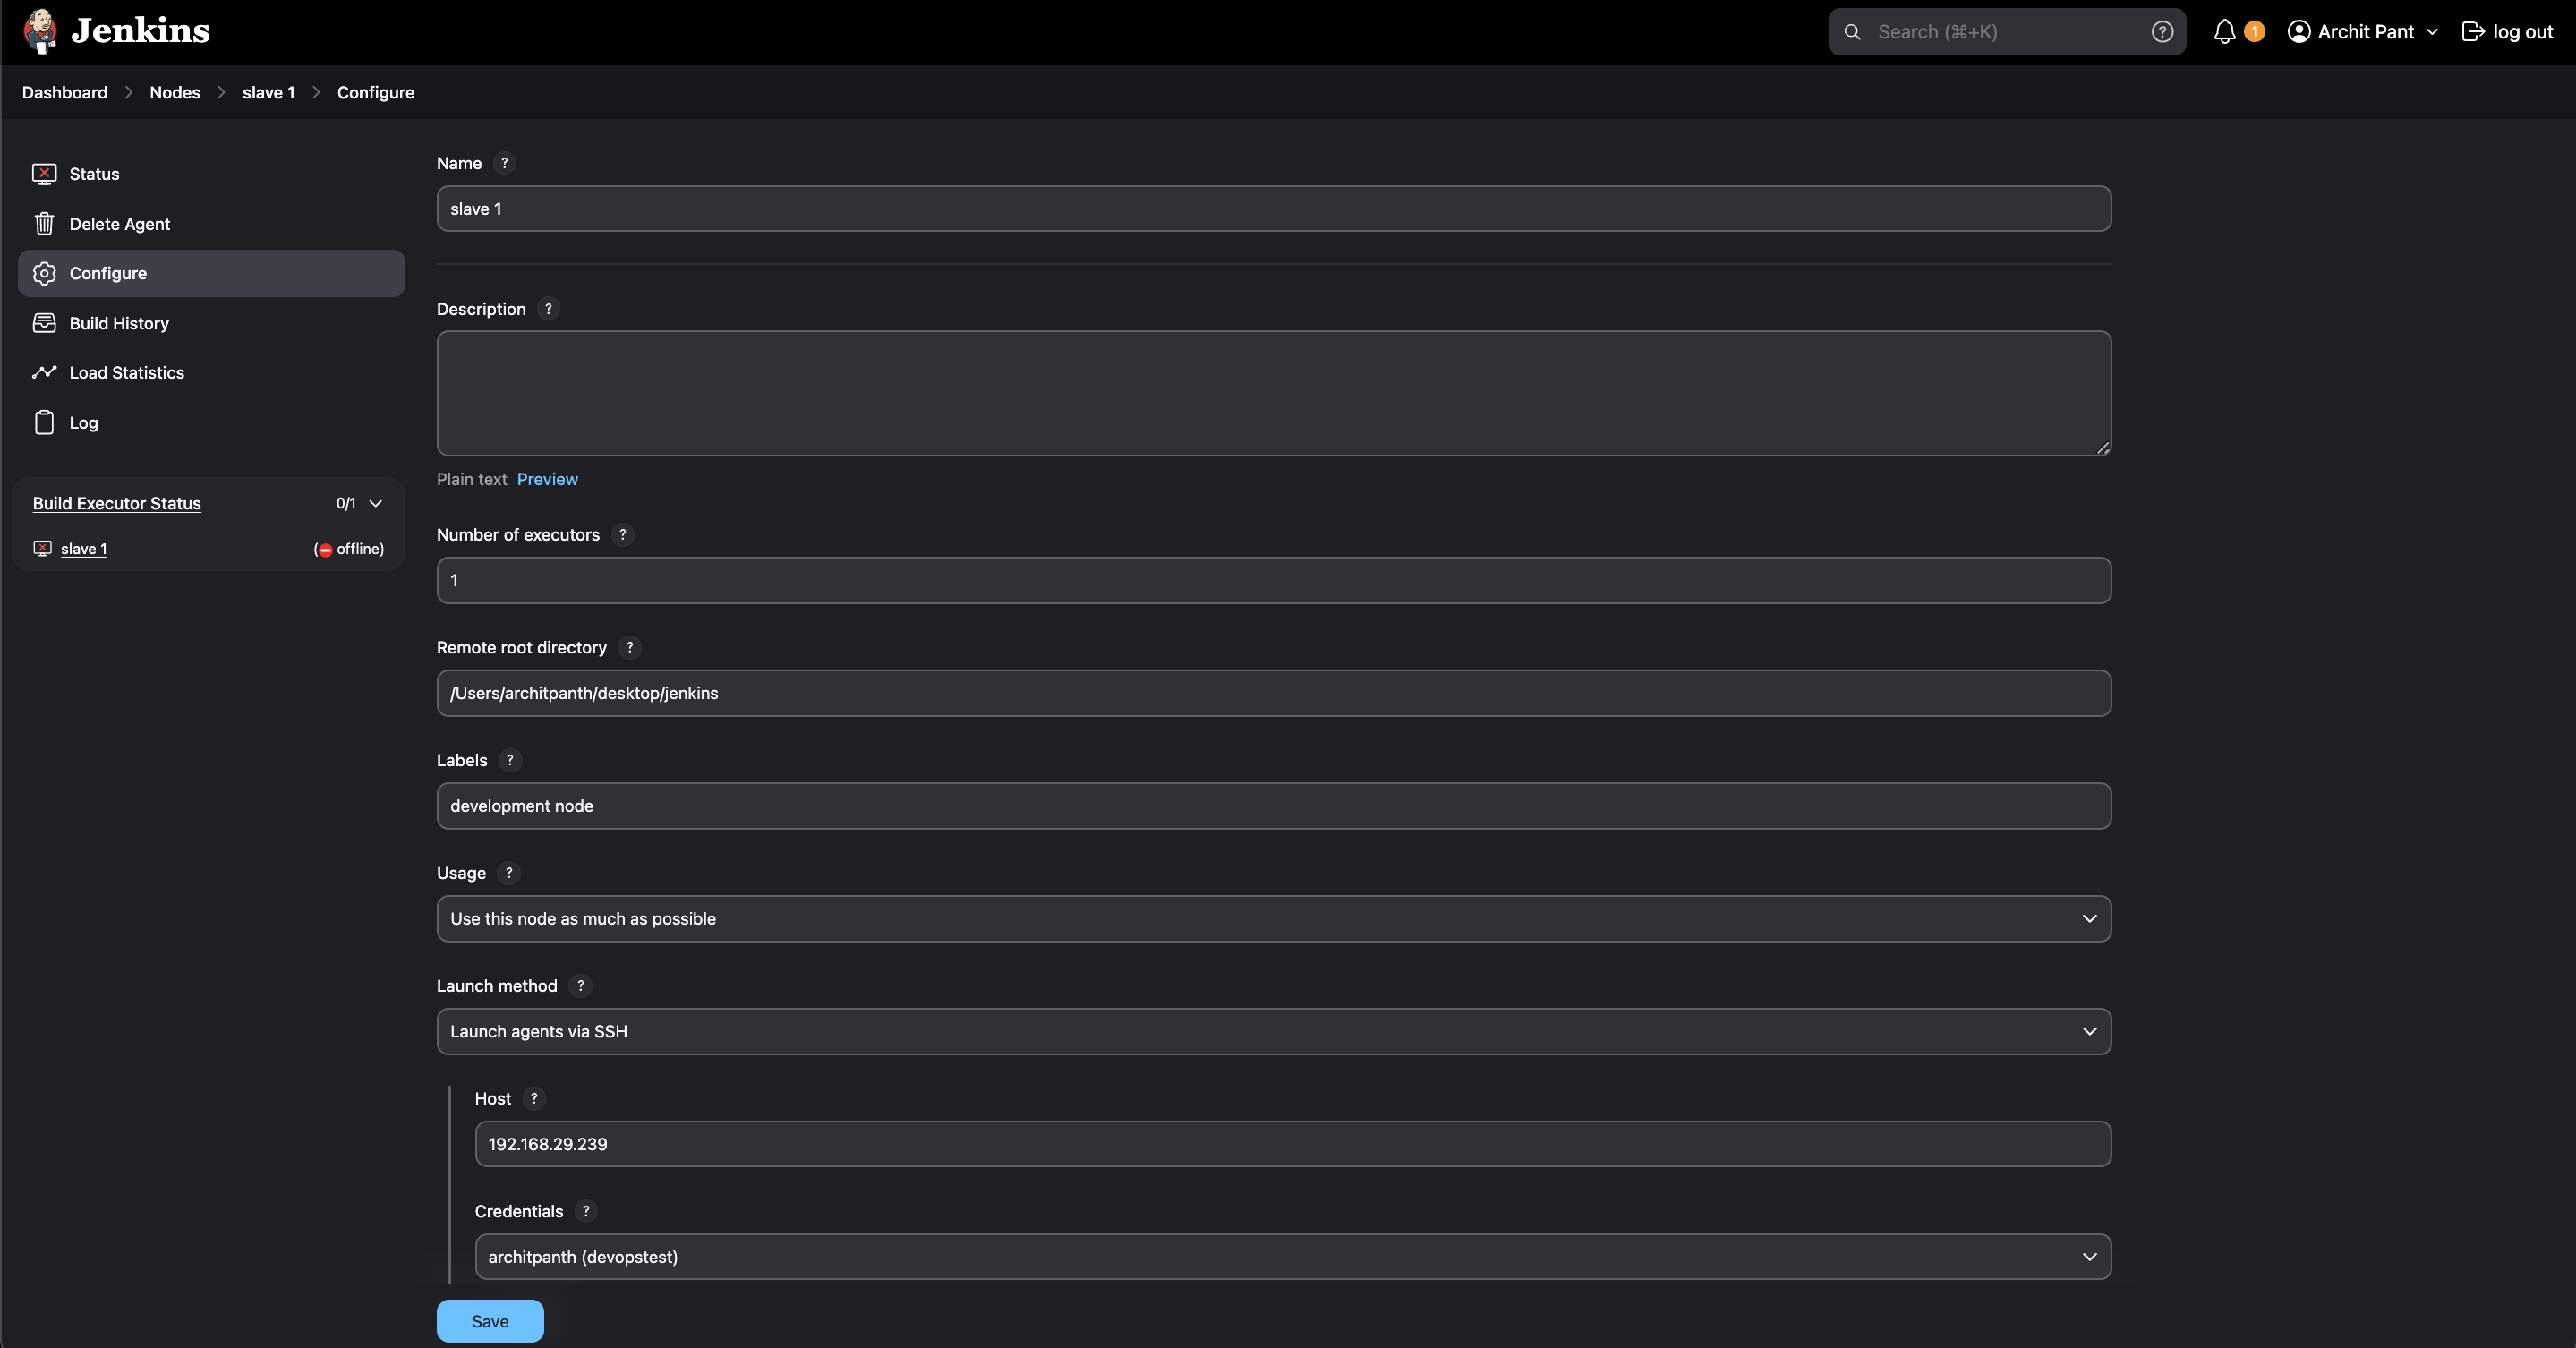 Jenkins
Search (⌘+K)
?
1
Archit Pant
log out
Dashboard > Nodes > slave 1 > Configure
Status
Delete Agent
Configure
Build History
Load Statistics
Log
Build Executor Status 0/1
slave 1 (offline)
Name ?
slave 1
Description ?
Plain text Preview
Number of executors ?
1
Remote root directory ?
/Users/architpanth/desktop/jenkins
Labels ?
development node
Usage ?
Use this node as much as possible
Launch method ?
Launch agents via SSH
Host ?
192.168.29.239
Credentials ?
architpanth (devopstest)
Save